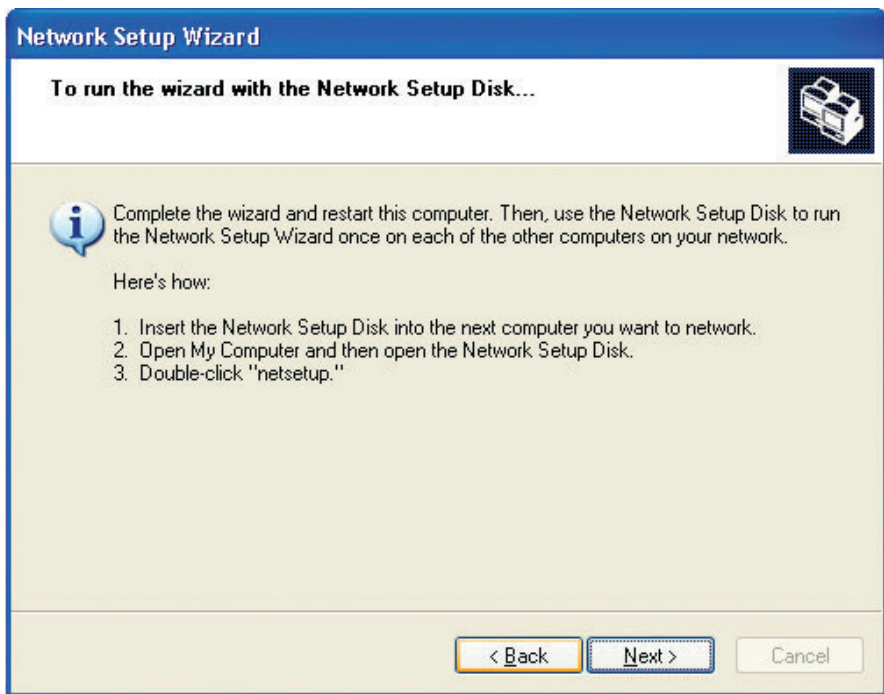 Network Setup Wizard
To run the wizard with the Network Setup Disk...
Complete the wizard and restart this computer. Then, use the Network Setup Disk to run
the Network Setup Wizard once on each of the other computers on your network.
Here's how:
1. Insert the Network Setup Disk into the next computer you want to network.
2. Open My Computer and then open the Network Setup Disk.
3. Double-click "netsetup."
< Back
Next >
Cancel